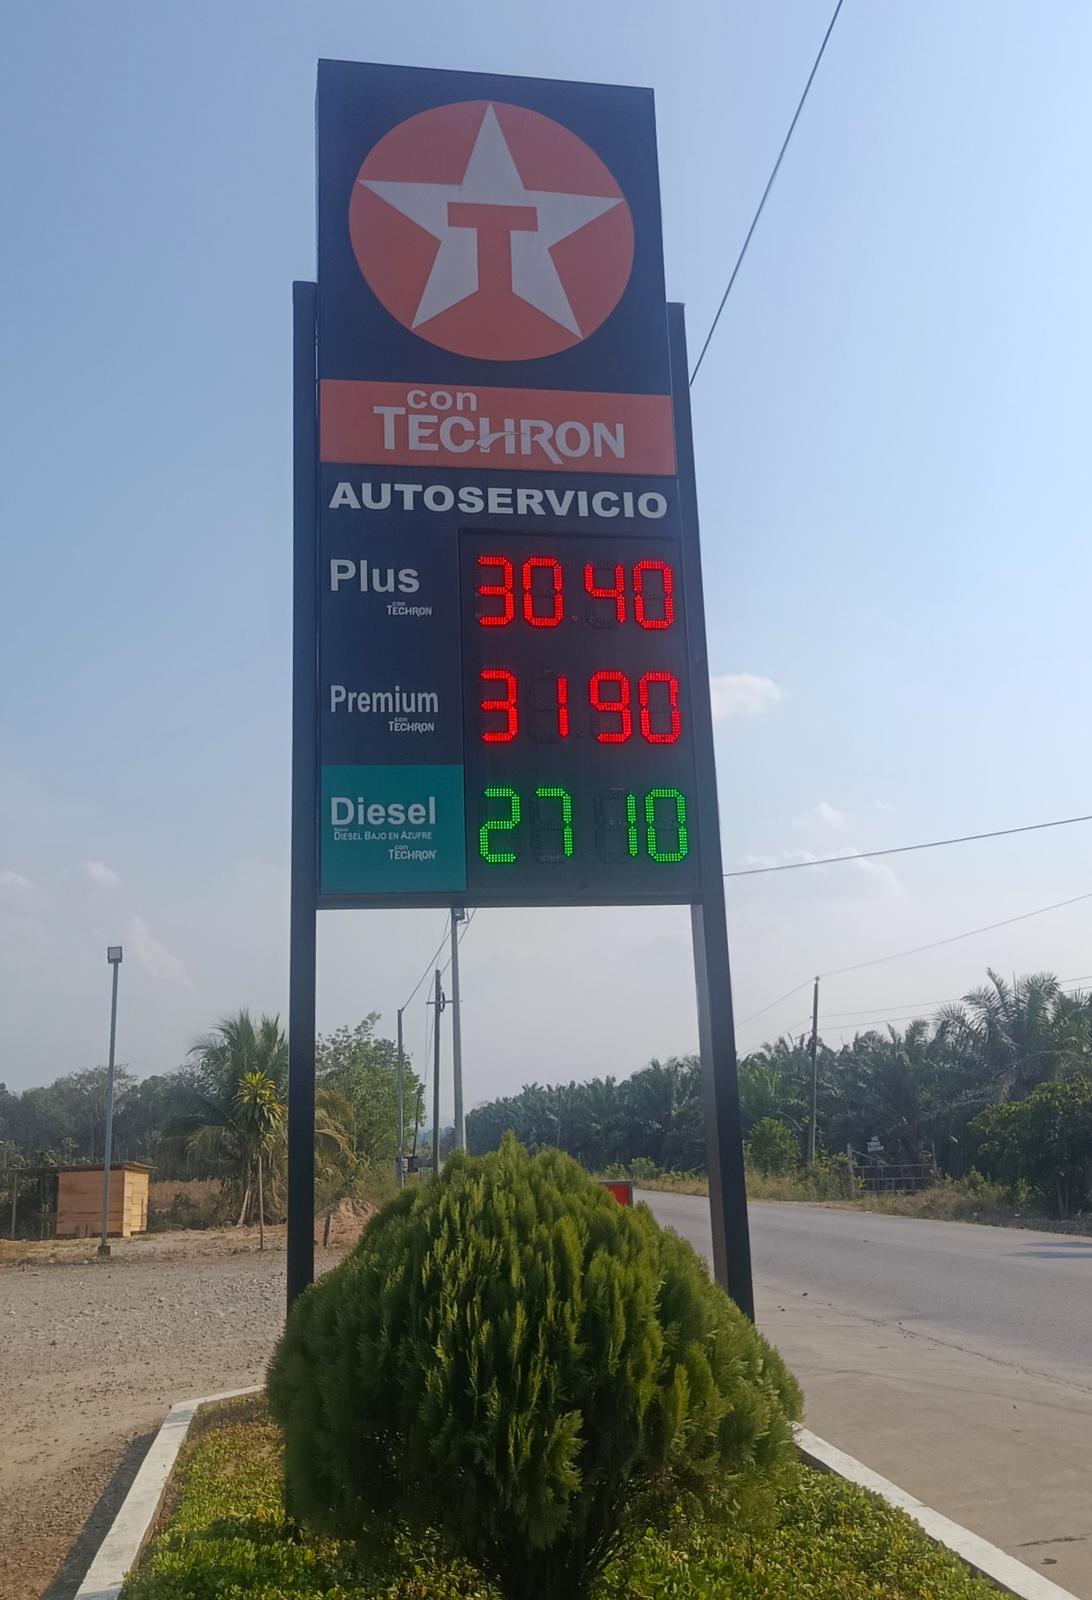 T
con
TECHRON
AUTOSERVICIO
Plus
con
TECHRON
30.40
Premium
con
TECHRON
31.90
Diesel
DIESEL BAJO EN AZUFRE
con
TECHRON
27.10